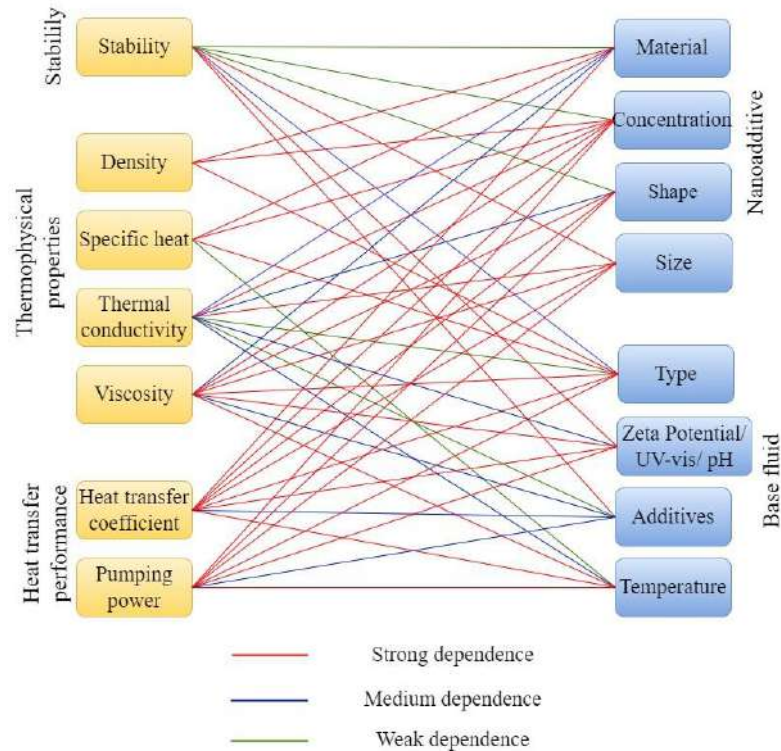 Stability
Stability
Density
Specific heat
Thermal
conductivity
Viscosity
Thermophysical
properties
Heat transfer
coefficient
Pumping
power
Heat transfer
performance
Material
Concentration
Shape
Size
Nanoadditive
Type
Zeta Potential/
UV-vis/ pH
Additives
Temperature
Base fluid
Strong dependence
Medium dependence
Weak dependence